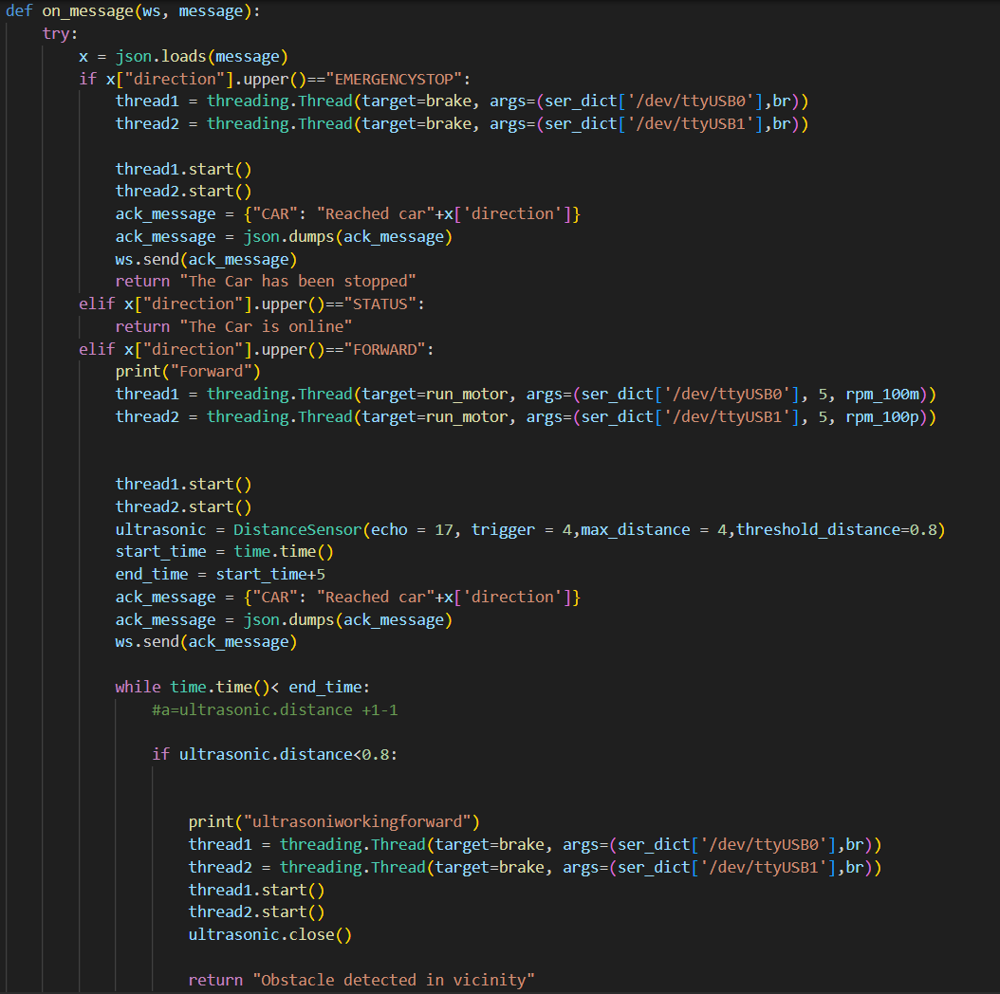 def on_message(ws, message):
    try:
        x = json.loads(message)
        if x["direction"].upper()=="EMERGENCYSTOP":
            thread1 = threading.Thread(target=brake, args=(ser_dict['/dev/ttyUSB0'],br))
            thread2 = threading.Thread(target=brake, args=(ser_dict['/dev/ttyUSB1'],br))

            thread1.start()
            thread2.start()
            ack_message = {"CAR": "Reached car"+x['direction']}
            ack_message = json.dumps(ack_message)
            ws.send(ack_message)
            return "The Car has been stopped"
        elif x["direction"].upper()=="STATUS":
            return "The Car is online"
        elif x["direction"].upper()=="FORWARD":
            print("Forward")
            thread1 = threading.Thread(target=run_motor, args=(ser_dict['/dev/ttyUSB0'], 5, rpm_100m))
            thread2 = threading.Thread(target=run_motor, args=(ser_dict['/dev/ttyUSB1'], 5, rpm_100p))


            thread1.start()
            thread2.start()
            ultrasonic = DistanceSensor(echo = 17, trigger = 4,max_distance = 4,threshold_distance=0.8)
            start_time = time.time()
            end_time = start_time+5
            ack_message = {"CAR": "Reached car"+x['direction']}
            ack_message = json.dumps(ack_message)
            ws.send(ack_message)

            while time.time()< end_time:
                #a=ultrasonic.distance +1-1

                if ultrasonic.distance<0.8:


                    print("ultrasoniworkingforward")
                    thread1 = threading.Thread(target=brake, args=(ser_dict['/dev/ttyUSB0'],br))
                    thread2 = threading.Thread(target=brake, args=(ser_dict['/dev/ttyUSB1'],br))
                    thread1.start()
                    thread2.start()
                    ultrasonic.close()

                    return "Obstacle detected in vicinity"